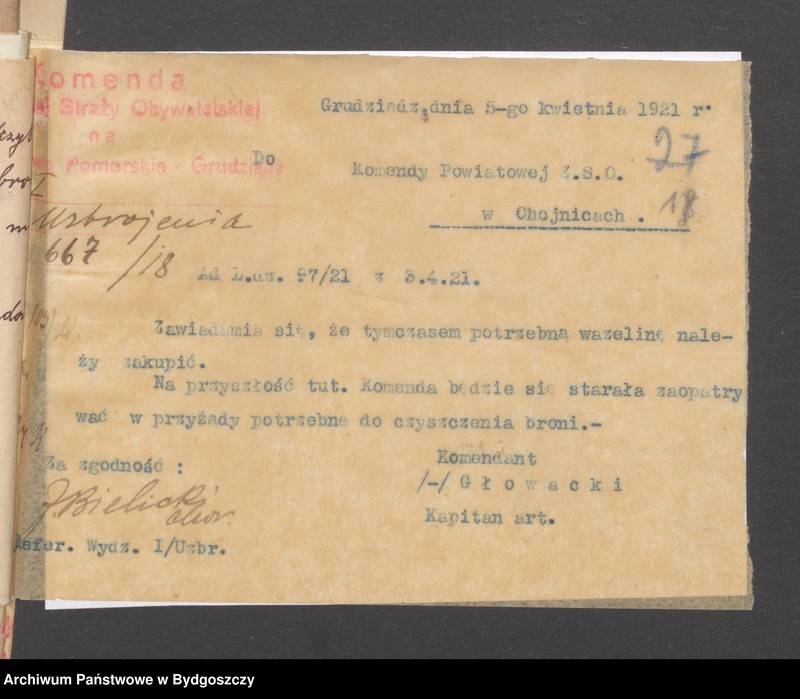 Komenda
Straży Obywatelskiej
na
Pomorskie - Grudziądz
I
Uzbrojenia
667/18
Grudziądz,dnia 5-go kwietnia 1921 r.
27
18
Do
Komendy Powiatowej Z.S.O.
w Chojnicach.
Ad L.dz. 97/21 z 3.4.21.
Zawiadamia się, że tymczasem potrzebną wazelinę nale-
ży zakupić.
Na przyszłość tut. Komenda będzie się starała zaopatry
wać w przyżady potrzebne do czyszczenia broni.-
Za zgodność :
J. Bielicki
chor.
Refer. Wydz. I/Uzbr.
Komendant
/-/ G ł o w a c k i
Kapitan art.
Archiwum Państwowe w Bydgoszczy